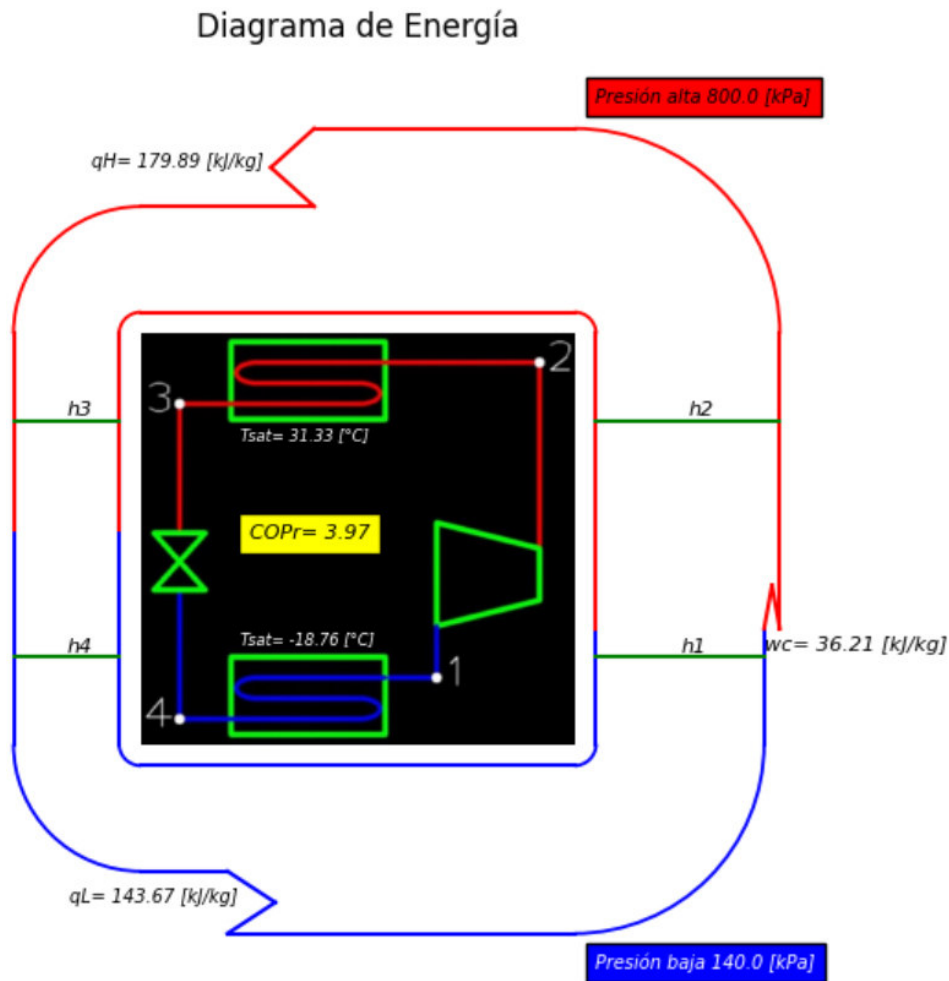 Diagrama de Energía
Presión alta 800.0 [kPa]
qH= 179.89 [kJ/kg]
2
3
h3
h2
Tsat= 31.33 [°C]
COPr= 3.97
Tsat= -18.76 [°C]
h4
h1
wc= 36.21 [kJ/kg]
1
4
qL= 143.67 [kJ/kg]
Presión baja 140.0 [kPa]